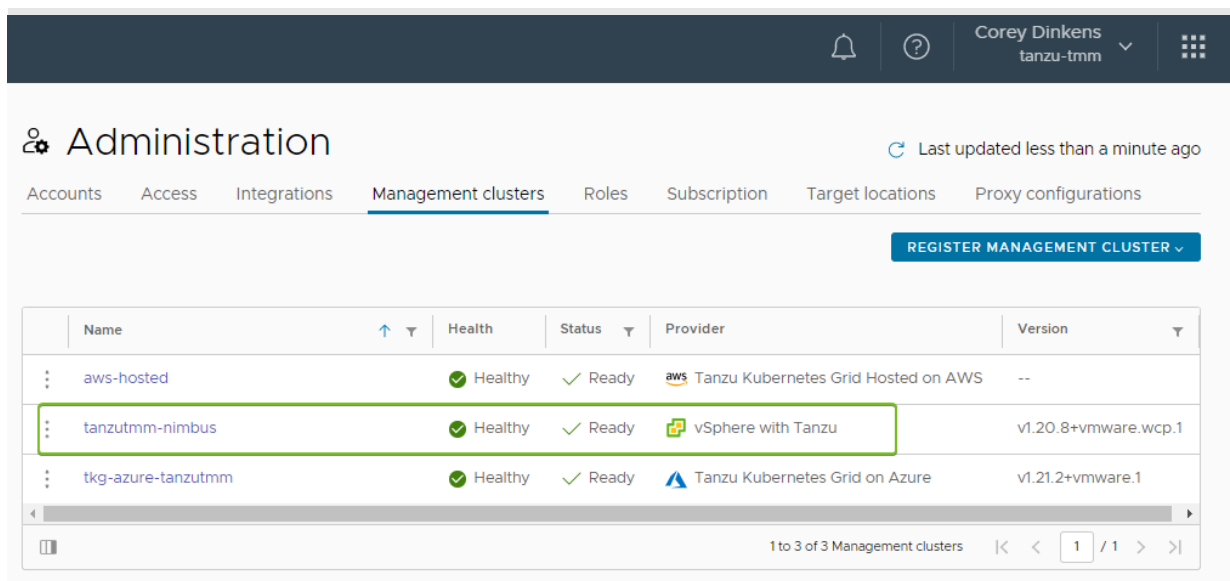 Corey Dinkens
tanzu-tmm
Administration
Last updated less than a minute ago
Accounts Access Integrations Management clusters Roles Subscription Target locations Proxy configurations
REGISTER MANAGEMENT CLUSTER
Name Health Status Provider Version
aws-hosted Healthy Ready aws Tanzu Kubernetes Grid Hosted on AWS --
tanzutmm-nimbus Healthy Ready vSphere with Tanzu v1.20.8+vmware.wcp.1
tkg-azure-tanzutmm Healthy Ready Tanzu Kubernetes Grid on Azure v1.21.2+vmware.1
1 to 3 of 3 Management clusters 1 / 1